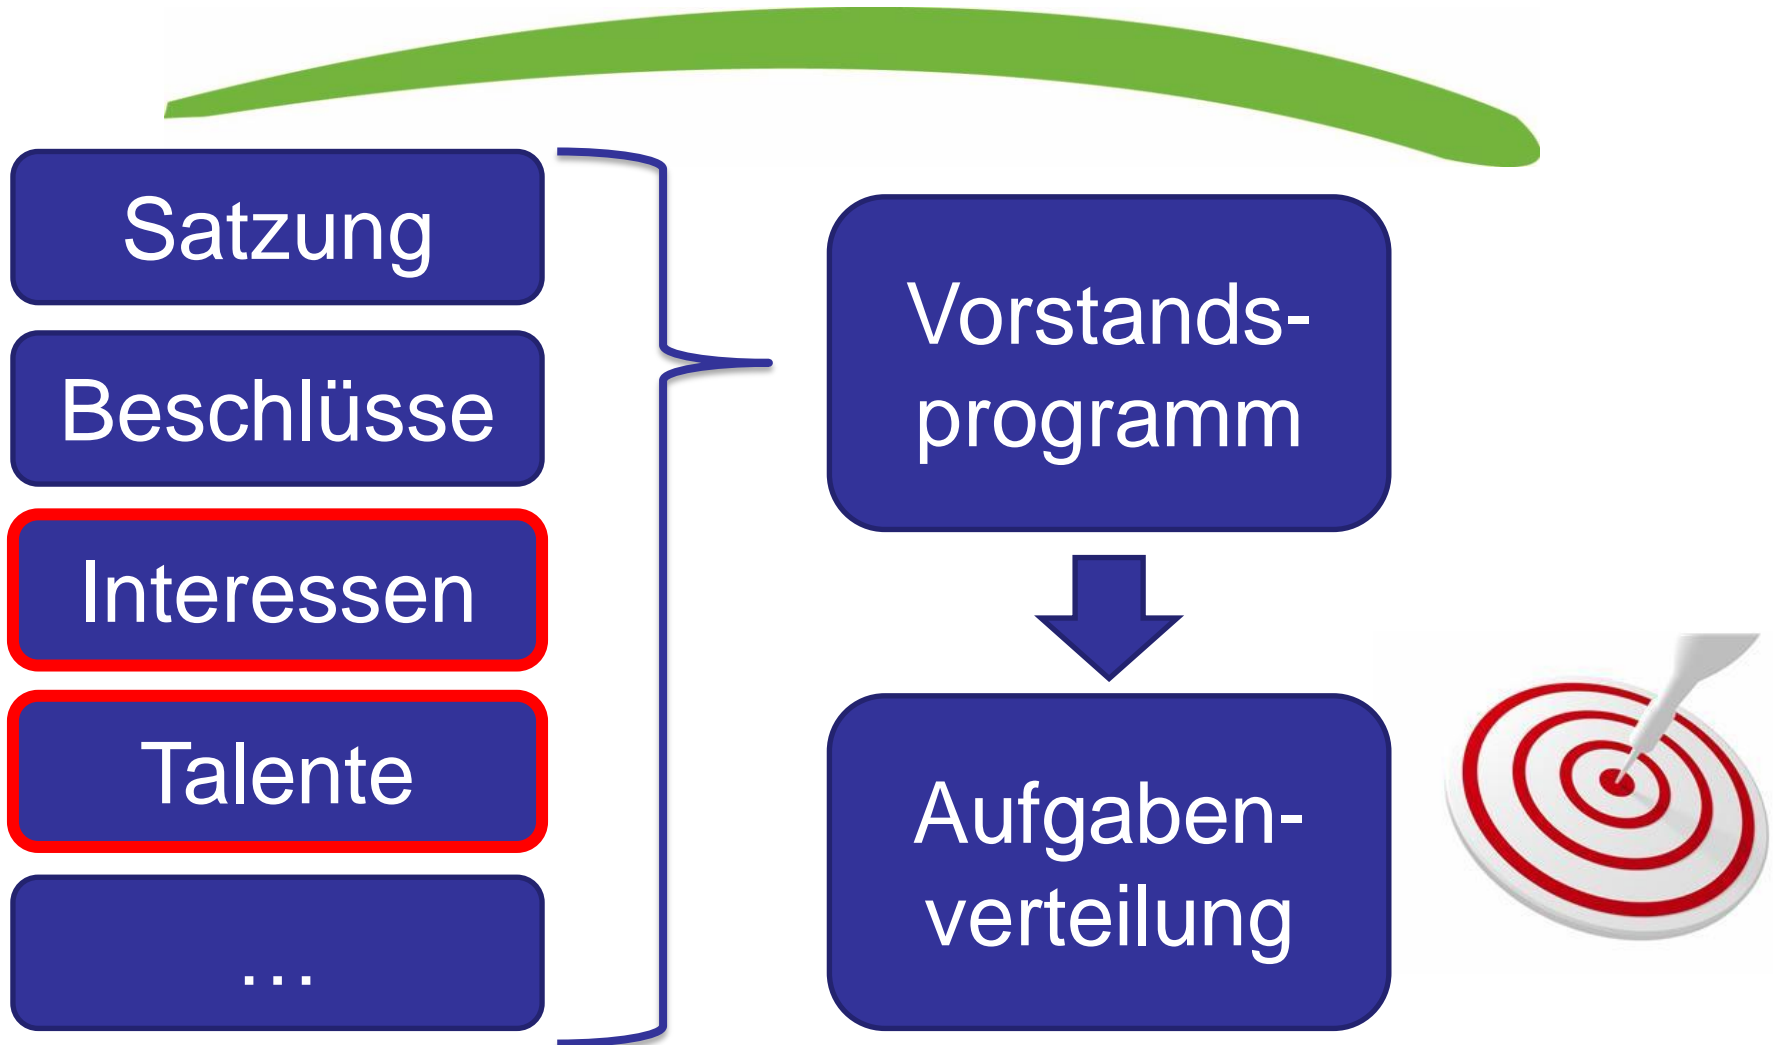 Satzung
Beschlüsse
Interessen
Talente
...
Vorstands-
programm
Aufgaben-
verteilung